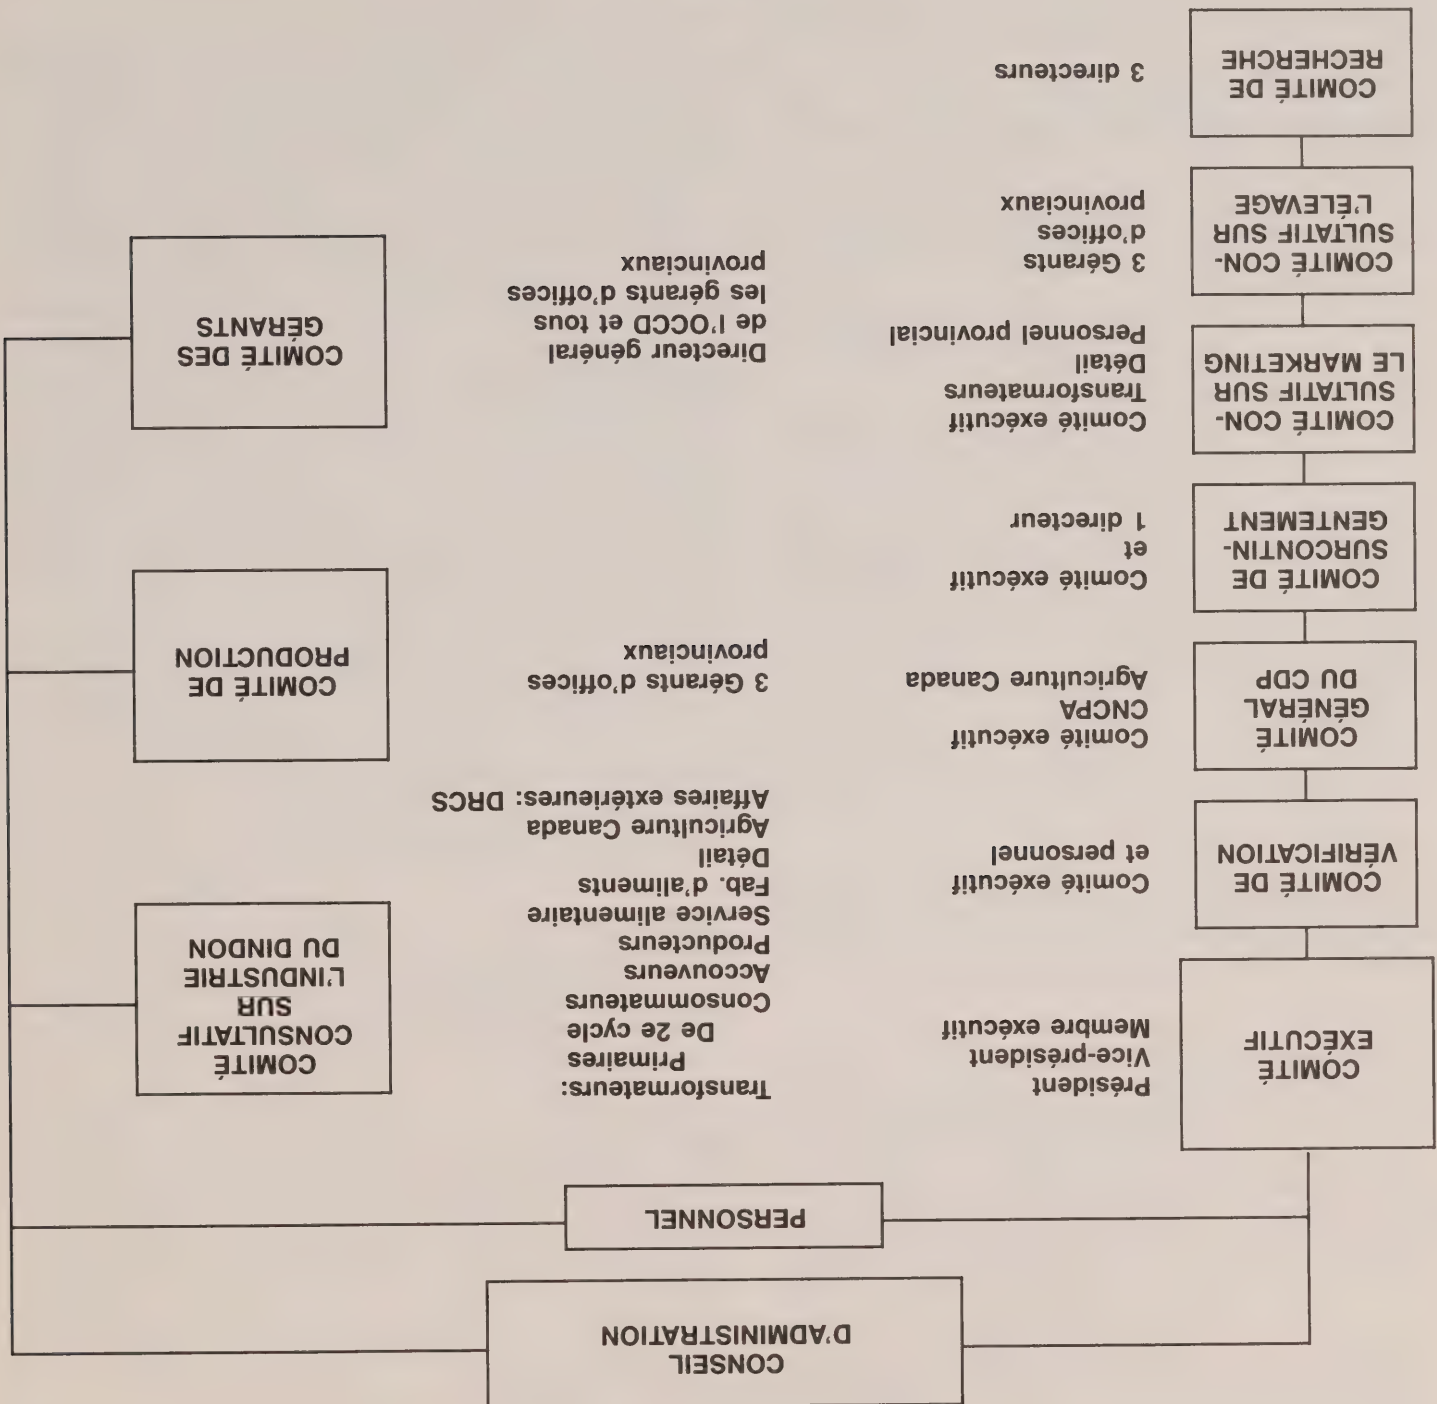 CONSEIL
D'ADMINISTRATION
PERSONNEL
COMITÉ
EXÉCUTIF
Président
Vice-président
Membre exécutif
COMITÉ DE
VÉRIFICATION
Comité exécutif
et personnel
COMITÉ
GÉNÉRAL
DU CDP
Comité exécutif
CNCPA
Agriculture Canada
COMITÉ DE
SURCONTIN-
GENTEMENT
Comité exécutif
et
1 directeur
COMITÉ CON-
SULTATIF SUR
LE MARKETING
Comité exécutif
Transformateurs
Détail
Personnel provincial
COMITÉ CON-
SULTATIF SUR
L'ÉLEVAGE
3 Gérants
d'offices
provinciaux
COMITÉ DE
RECHERCHE
3 directeurs
Transformateurs:
Primaires
De 2e cycle
Consommateurs
Accouveurs
Producteurs
Service alimentaire
Fab. d'aliments
Détail
Agriculture Canada
Affaires extérieures: DRCS
COMITÉ
CONSULTATIF
SUR
L'INDUSTRIE
DU DINDON
3 Gérants d'offices
provinciaux
COMITÉ DE
PRODUCTION
Directeur général
de l'OCCD et tous
les gérants d'offices
provinciaux
COMITÉ DES
GÉRANTS